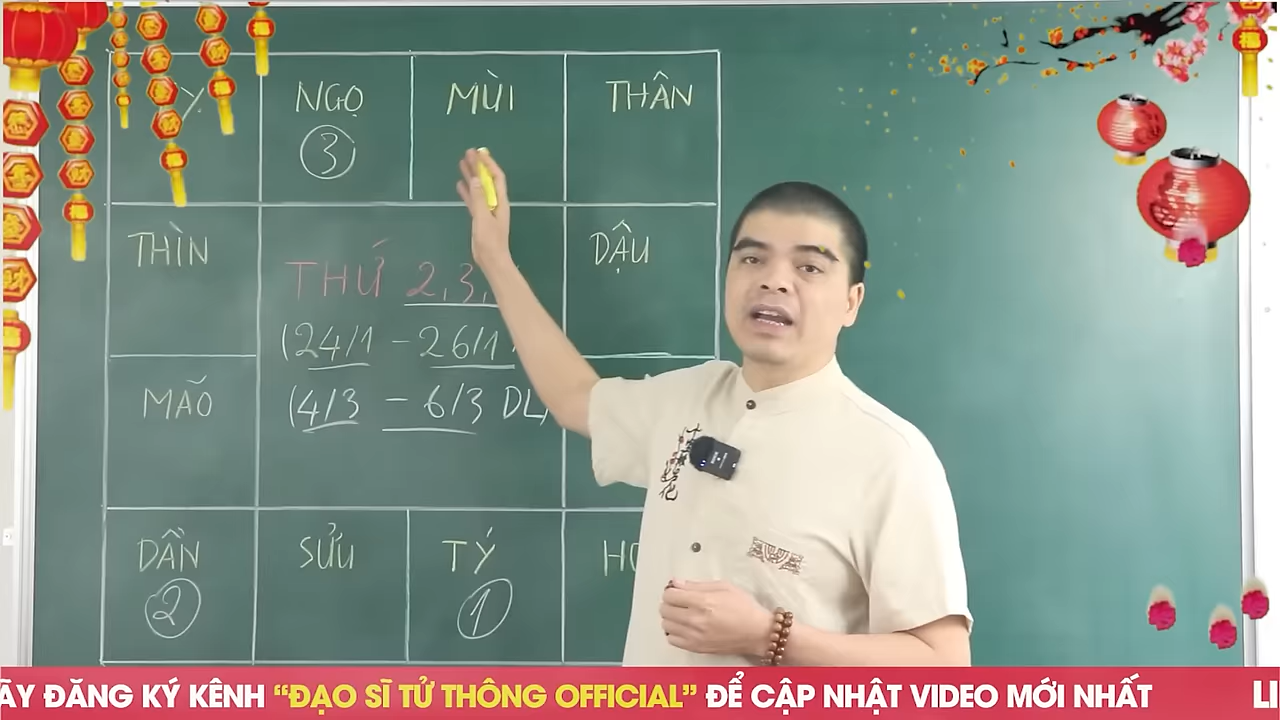 NGỌ
MÙI
THÂN
3
THÌN
DẬU
THỨ 2,3,
(24/1 - 26/1
MÃO
(4/3 - 6/3 DL)
DẦN
SỬU
TÝ
2
1
ĐĂNG KÝ KÊNH “ĐẠO SĨ TỬ THÔNG OFFICIAL” ĐỂ CẬP NHẬT VIDEO MỚI NHẤT